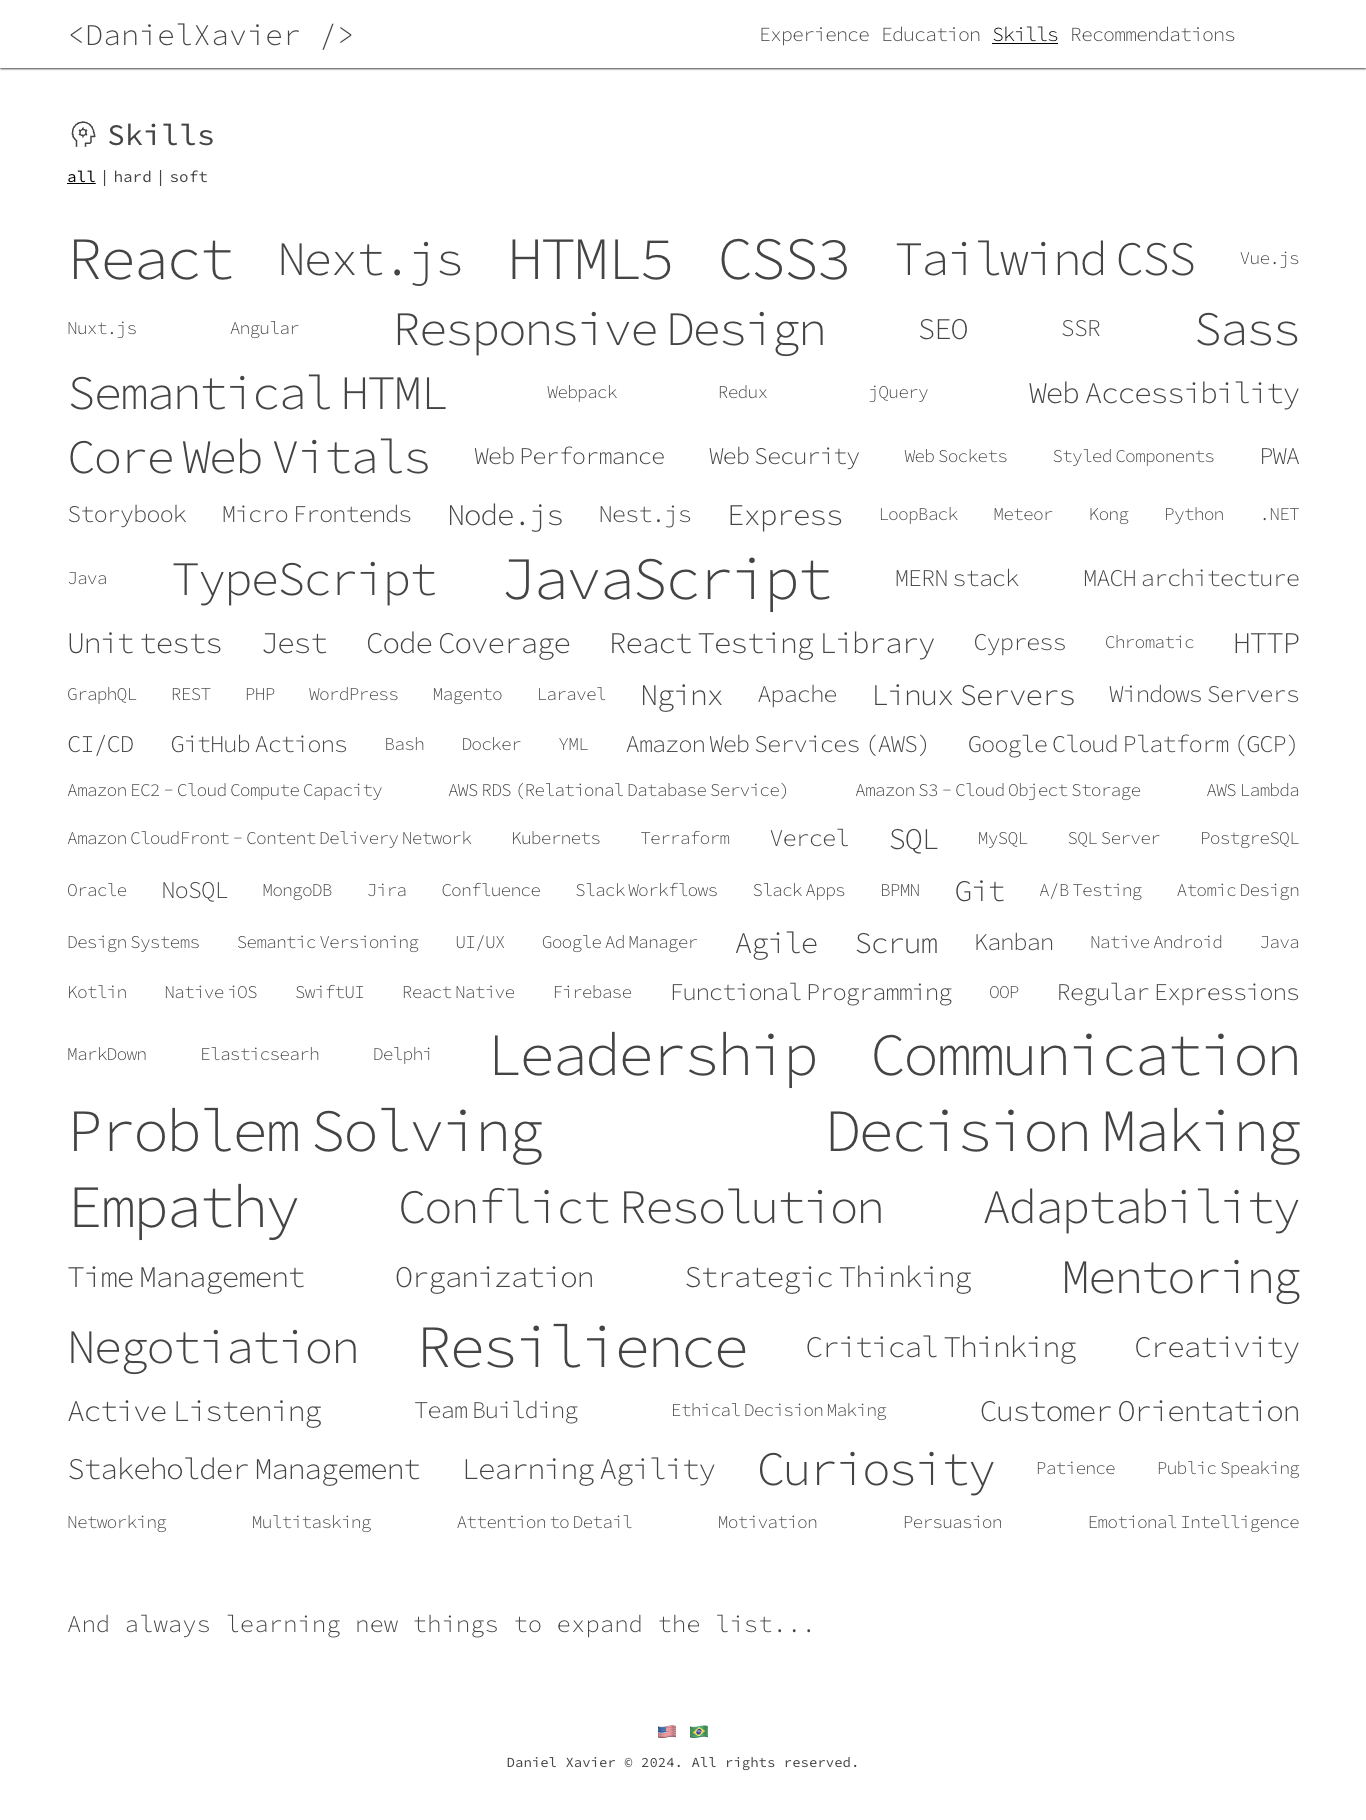 <DanielXavier />
Experience Education Skills Recommendations
Skills
all | hard | soft
React Next.js HTML5 CSS3 Tailwind CSS Vue.js
Nuxt.js Angular Responsive Design SEO SSR Sass
Semantical HTML Webpack Redux jQuery Web Accessibility
Core Web Vitals Web Performance Web Security Web Sockets Styled Components PWA
Storybook Micro Frontends Node.js Nest.js Express LoopBack Meteor Kong Python .NET
Java TypeScript JavaScript MERN stack MACH architecture
Unit tests Jest Code Coverage React Testing Library Cypress Chromatic HTTP
GraphQL REST PHP WordPress Magento Laravel Nginx Apache Linux Servers Windows Servers
CI/CD GitHub Actions Bash Docker YML Amazon Web Services (AWS) Google Cloud Platform (GCP)
Amazon EC2 - Cloud Compute Capacity AWS RDS (Relational Database Service) Amazon S3 - Cloud Object Storage AWS Lambda
Amazon CloudFront - Content Delivery Network Kubernets Terraform Vercel SQL MySQL SQL Server PostgreSQL
Oracle NoSQL MongoDB Jira Confluence Slack Workflows Slack Apps BPMN Git A/B Testing Atomic Design
Design Systems Semantic Versioning UI/UX Google Ad Manager Agile Scrum Kanban Native Android Java
Kotlin Native iOS SwiftUI React Native Firebase Functional Programming OOP Regular Expressions
MarkDown Elasticsearh Delphi Leadership Communication
Problem Solving Decision Making
Empathy Conflict Resolution Adaptability
Time Management Organization Strategic Thinking Mentoring
Negotiation Resilience Critical Thinking Creativity
Active Listening Team Building Ethical Decision Making Customer Orientation
Stakeholder Management Learning Agility Curiosity Patience Public Speaking
Networking Multitasking Attention to Detail Motivation Persuasion Emotional Intelligence
And always learning new things to expand the list...
Daniel Xavier © 2024. All rights reserved.